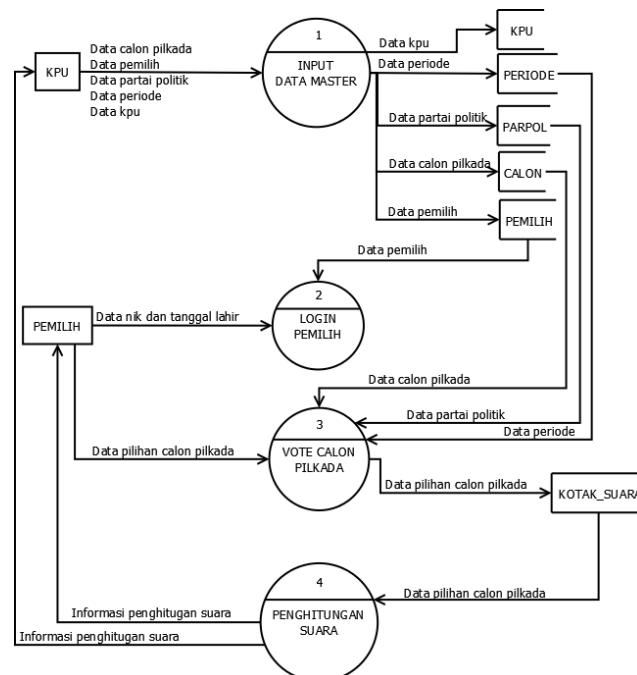 1
INPUT
DATA MASTER
KPU
Data calon pilkada
Data pemilih
Data partai politik
Data periode
Data kpu
Data kpu
KPU
Data periode
PERIODE
Data partai politik
PARPOL
Data calon pilkada
CALON
Data pemilih
PEMILIH
Data pemilih
2
LOGIN
PEMILIH
PEMILIH
Data nik dan tanggal lahir
Data calon pilkada
Data partai politik
Data periode
3
VOTE CALON
PILKADA
Data pilihan calon pilkada
Data pilihan calon pilkada
KOTAK_SUARA
4
PENGHITUNGAN
SUARA
Data pilihan calon pilkada
Informasi penghitugan suara
Informasi penghitugan suara